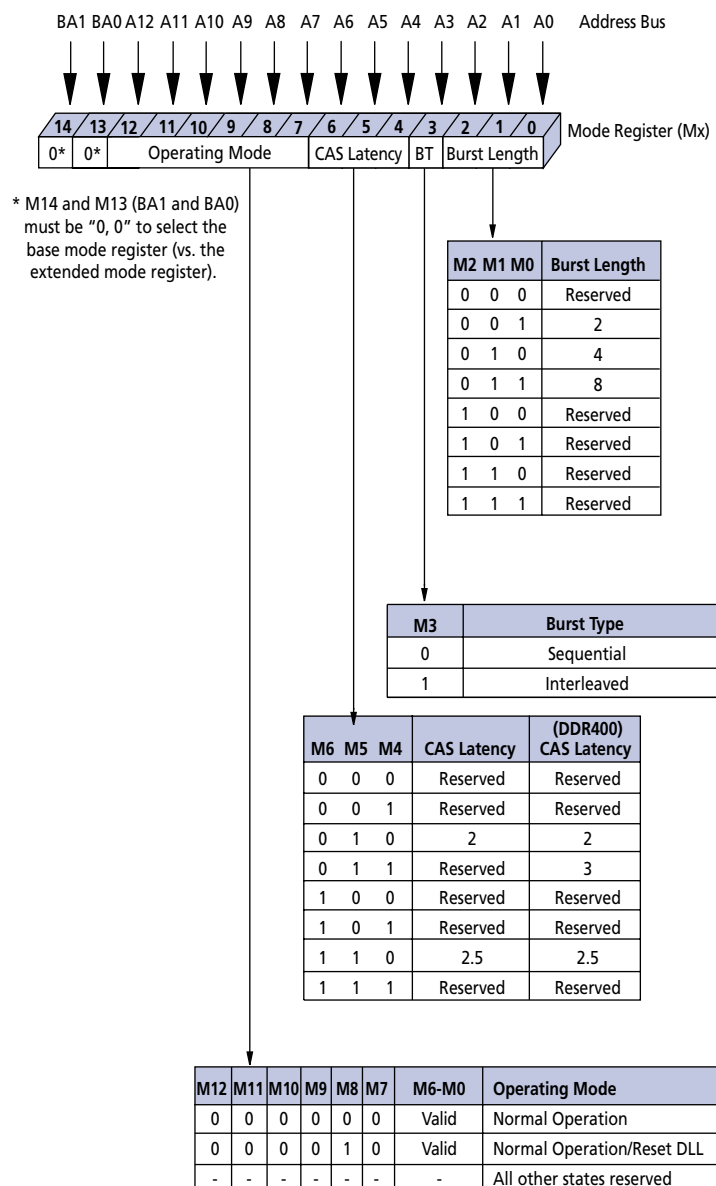 BA1 BA0 A12 A11 A10 A9 A8 A7 A6 A5 A4 A3 A2 A1 A0 Address Bus
14 13 12 11 10 9 8 7 6 5 4 3 2 1 0 Mode Register (Mx)
0* 0* Operating Mode CAS Latency BT Burst Length
* M14 and M13 (BA1 and BA0)
must be “0, 0” to select the
base mode register (vs. the
extended mode register).
M2 M1 M0 Burst Length
0 0 0 Reserved
0 0 1 2
0 1 0 4
0 1 1 8
1 0 0 Reserved
1 0 1 Reserved
1 1 0 Reserved
1 1 1 Reserved
M3 Burst Type
0 Sequential
1 Interleaved
M6 M5 M4 CAS Latency (DDR400) CAS Latency
0 0 0 Reserved Reserved
0 0 1 Reserved Reserved
0 1 0 2 2
0 1 1 Reserved 3
1 0 0 Reserved Reserved
1 0 1 Reserved Reserved
1 1 0 2.5 2.5
1 1 1 Reserved Reserved
M12 M11 M10 M9 M8 M7 M6-M0 Operating Mode
0 0 0 0 0 0 Valid Normal Operation
0 0 0 0 1 0 Valid Normal Operation/Reset DLL
- - - - - - - All other states reserved